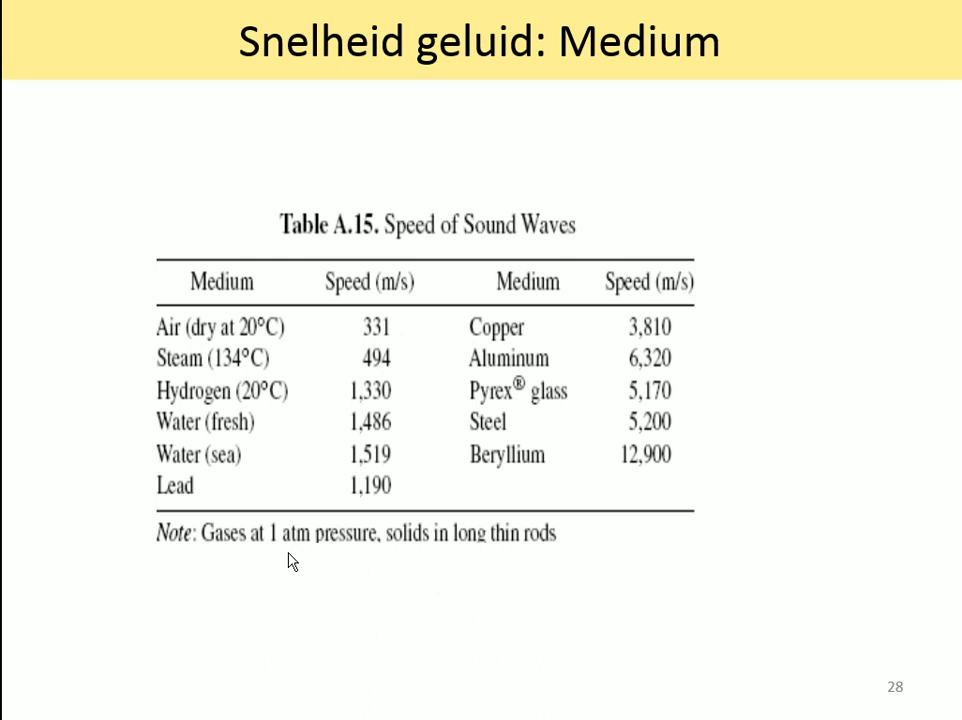 Snelheid geluid: Medium
Table A.15. Speed of Sound Waves
Medium Speed (m/s) Medium Speed (m/s)
Air (dry at 20°C) 331 Copper 3,810
Steam (134°C) 494 Aluminum 6,320
Hydrogen (20°C) 1,330 Pyrex® glass 5,170
Water (fresh) 1,486 Steel 5,200
Water (sea) 1,519 Beryllium 12,900
Lead 1,190
Note: Gases at 1 atm pressure, solids in long thin rods
28